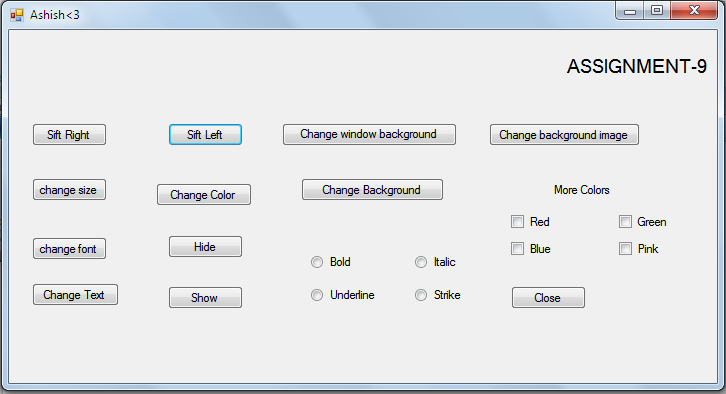 Ashish<3
ASSIGNMENT-9
Sift Right
Sift Left
Change window background
Change background image
change size
Change Color
Change Background
More Colors
Red
Green
change font
Hide
Blue
Pink
Bold
Italic
Change Text
Show
Underline
Strike
Close